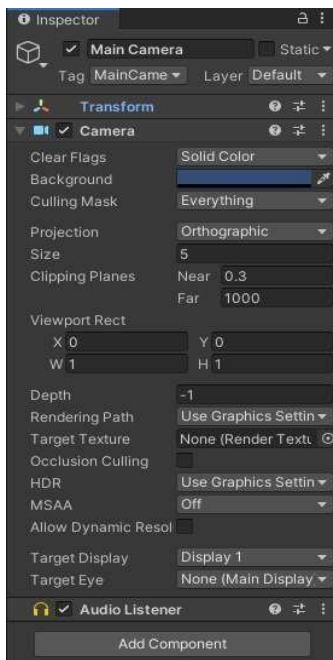 Inspector
Main Camera Static
Tag MainCame Layer Default
Transform
Camera
Clear Flags Solid Color
Background
Culling Mask Everything
Projection Orthographic
Size 5
Clipping Planes Near 0.3
Far 1000
Viewport Rect
X 0 Y 0
W 1 H 1
Depth -1
Rendering Path Use Graphics Settin
Target Texture None (Render Textu
Occlusion Culling
HDR Use Graphics Settin
MSAA Off
Allow Dynamic Resol
Target Display Display 1
Target Eye None (Main Display
Audio Listener
Add Component